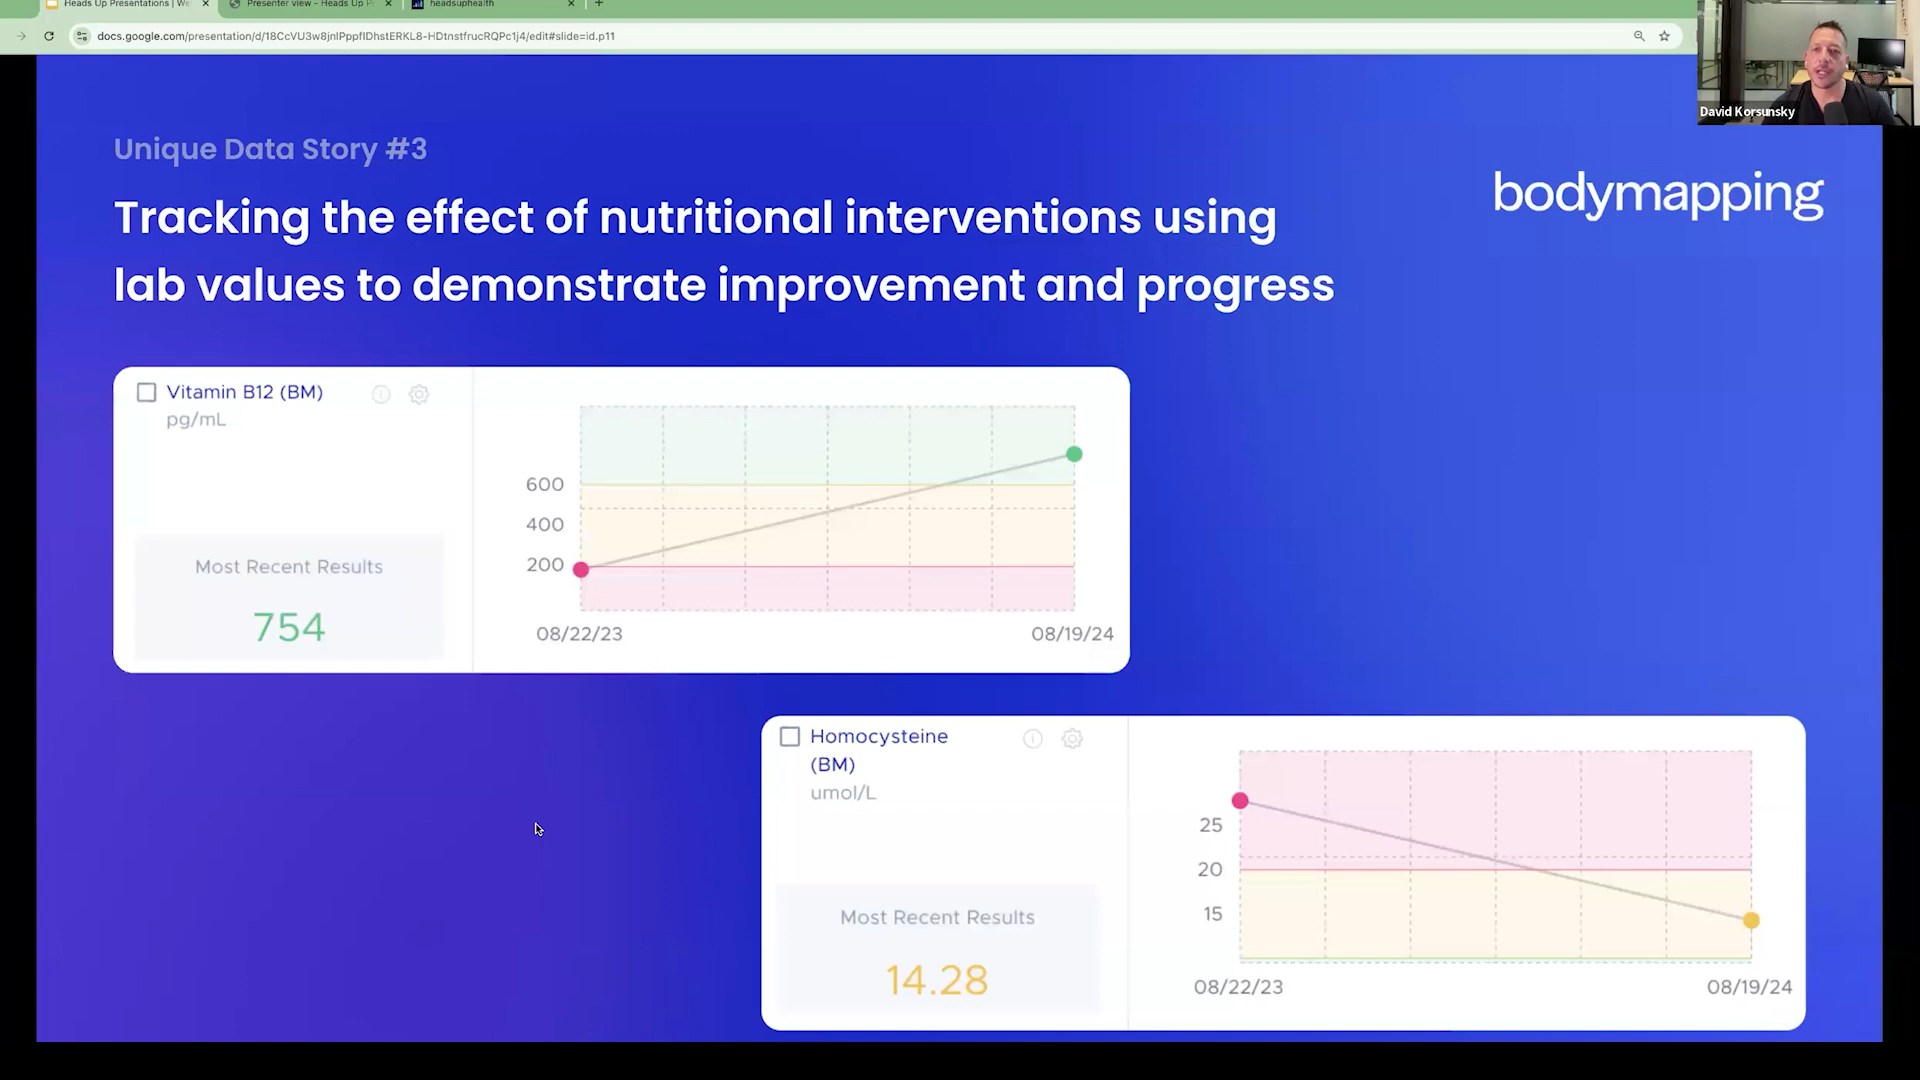 Heads Up Presentations | We
Presenter view - Heads Up P
headsuphealth
docs.google.com/presentation/d/18CcVU3w8jnlPppflDhstERKL8-HDtnstfrucRQPc1j4/edit#slide=id.p11
David Korsunsky
Unique Data Story #3
bodymapping
Tracking the effect of nutritional interventions using
lab values to demonstrate improvement and progress
Vitamin B12 (BM)
pg/mL
Most Recent Results
754
600
400
200
08/22/23
08/19/24
Homocysteine
(BM)
umol/L
Most Recent Results
14.28
25
20
15
08/22/23
08/19/24